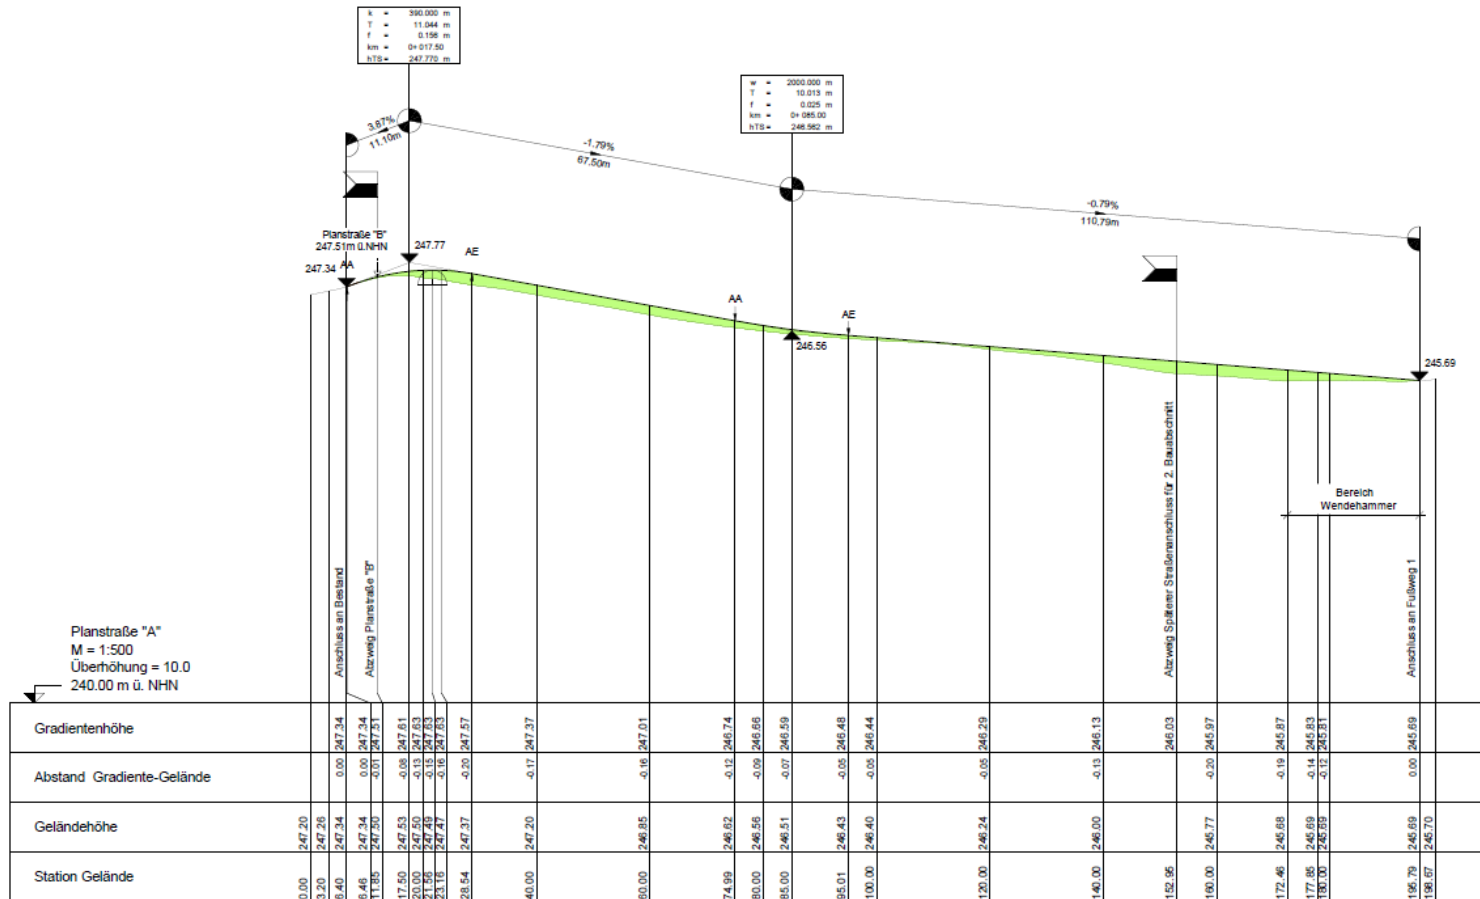 k = 390.000 m
T = 11.044 m
f = 0.156 m
km = 0+017.50
hTS = 247.770 m
w = 2000.000 m
T = 10.013 m
f = 0.025 m
km = 0+085.00
hTS = 246.562 m
3.87%
11.10m
-1.79%
67.50m
-0.79%
110.79m
Planstraße "B"
247.51m ü.NHN
247.77
AE
247.34
AA
AA
AE
246.56
245.69
Bereich
Wendehammer
Anschluss an Bestand
Abzweig Planstraße "B"
Abzweig Späterer Straßenanschluss für 2. Bauabschnitt
Anschluss an Fußweg 1
Planstraße "A"
M = 1:500
Überhöhung = 10.0
240.00 m ü. NHN
Gradientenhöhe
247.34 247.34 247.51 247.61 247.63 247.63 247.63 247.57 247.37 247.01 246.74 246.66 246.59 246.48 246.44 246.29 246.13 246.03 245.97 245.87 245.83 245.81 245.69
Abstand Gradiente-Gelände
0.00 0.00 -0.01 -0.08 -0.13 -0.15 -0.16 -0.20 -0.17 -0.16 -0.12 -0.09 -0.07 -0.05 -0.05 -0.05 -0.13 -0.20 -0.19 -0.14 -0.12 0.00
Geländehöhe
247.20 247.26 247.34 247.34 247.50 247.53 247.50 247.49 247.47 247.37 247.20 246.85 246.62 246.56 246.51 246.43 246.40 246.24 246.00 245.77 245.68 245.69 245.69 245.69 245.70
Station Gelände
0.00 3.20 6.40 6.46 11.85 17.50 20.00 21.56 23.16 28.54 40.00 60.00 74.99 80.00 85.00 95.01 100.00 120.00 140.00 152.95 160.00 172.46 177.85 180.00 195.79 198.67